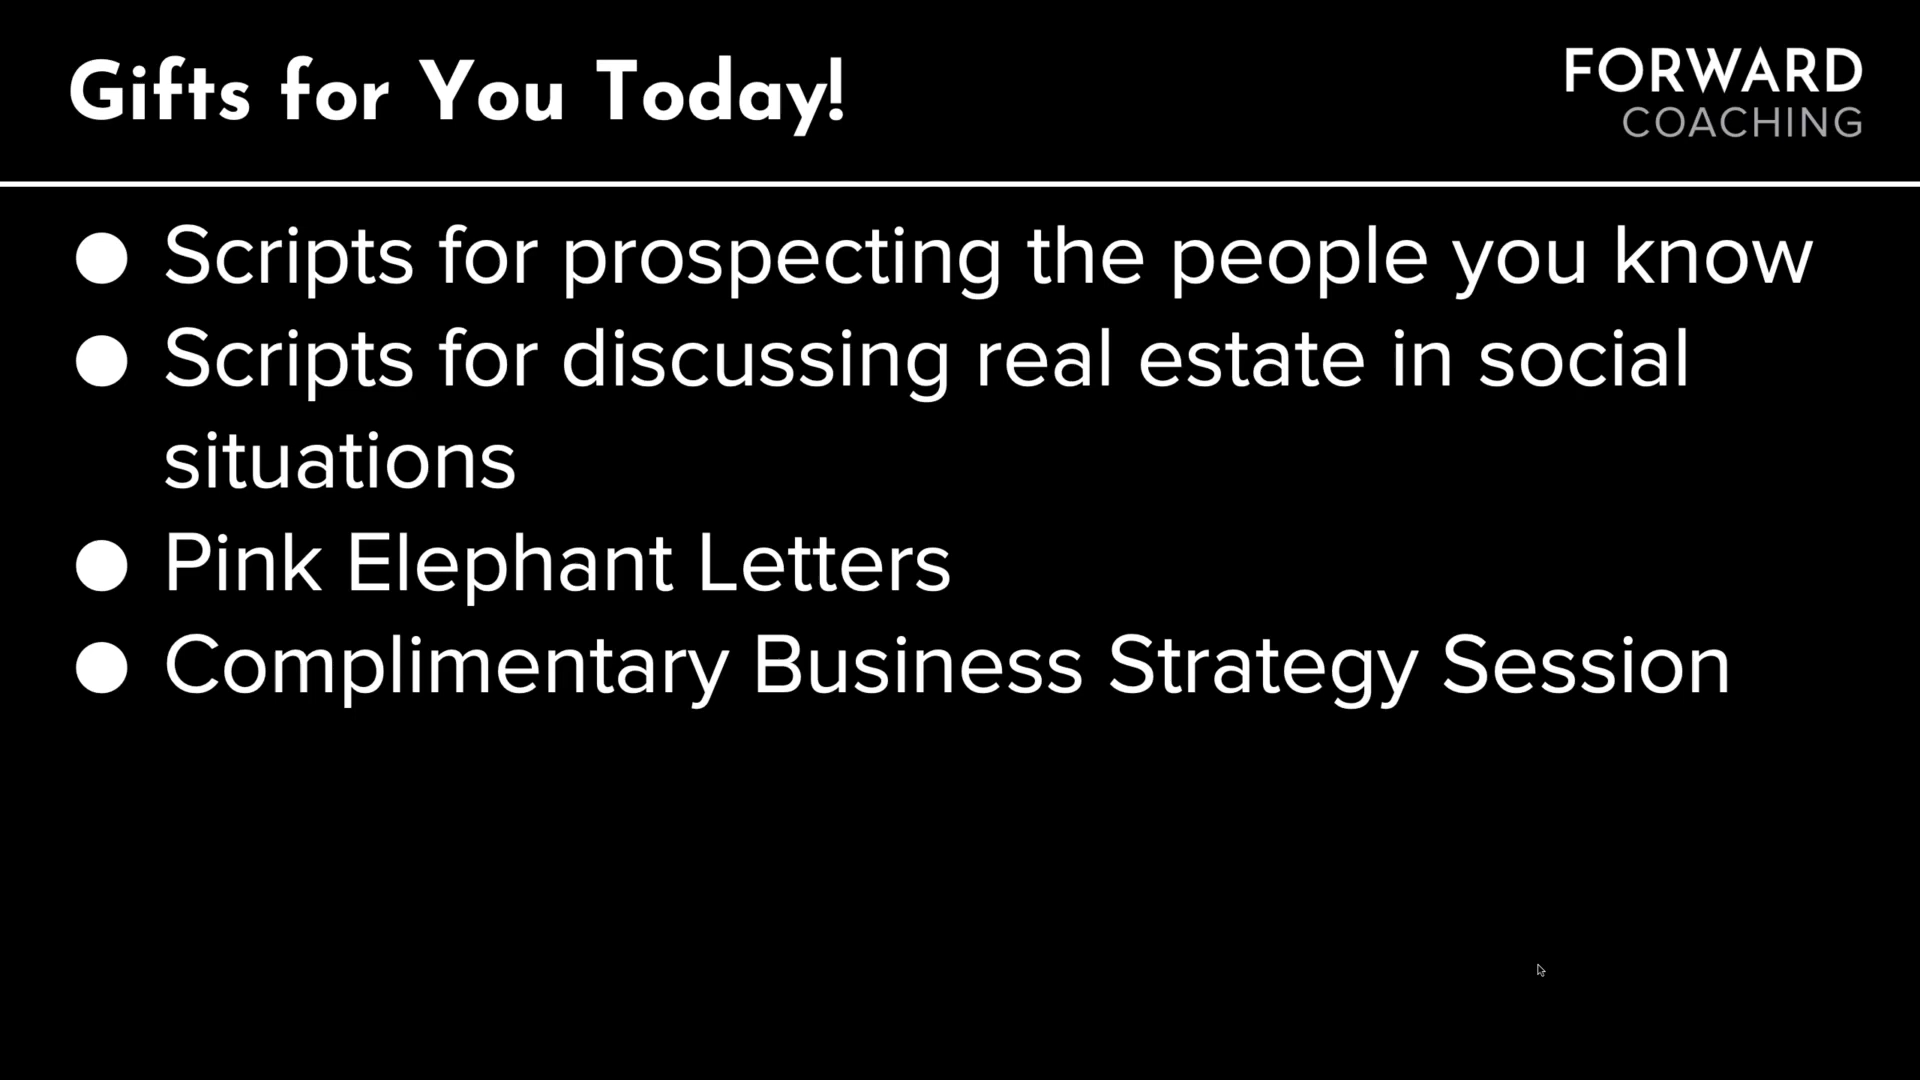 Gifts for You Today!
FORWARD
COACHING
● Scripts for prospecting the people you know
● Scripts for discussing real estate in social
situations
● Pink Elephant Letters
● Complimentary Business Strategy Session